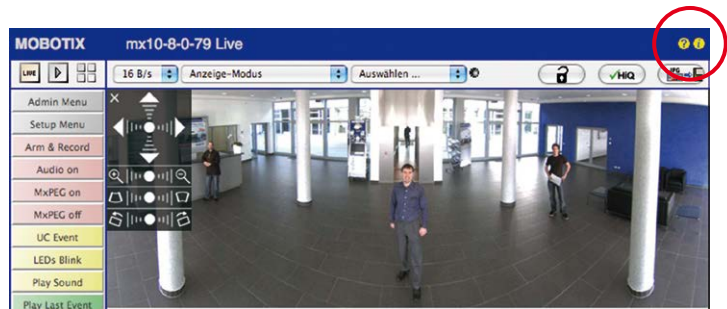 MOBOTIX mx10-8-0-79 Live ? i
LIVE 16 B/s Anzeige-Modus Auswählen ... HiQ
Admin Menu
Setup Menu
Arm & Record
Audio on
MxPEG on
MxPEG off
UC Event
LEDs Blink
Play Sound
Play Last Event